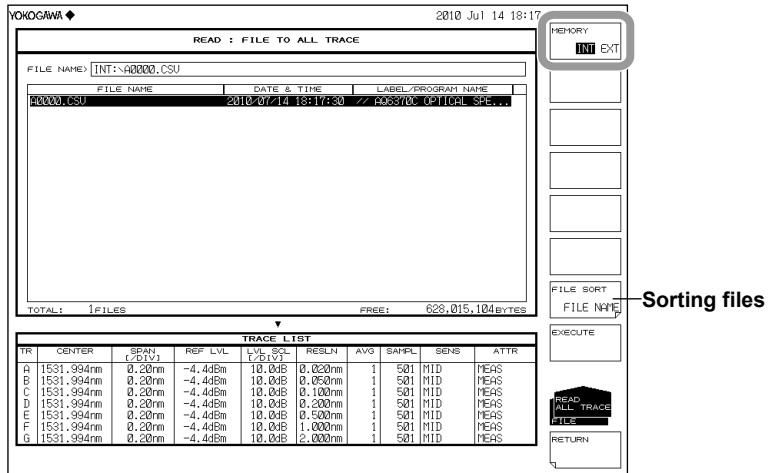 YOKOGAWA ◆
2010 Jul 14 18:17
READ : FILE TO ALL TRACE
FILE NAME> INT:\A0000.CSV
FILE NAME DATE & TIME LABEL/PROGRAM NAME
A0000.CSV 2010/07/14 18:17:30 // AQ6370C OPTICAL SPE...
TOTAL: 1FILES FREE: 628,015,104BYTES
▼
TRACE LIST
TR CENTER SPAN [/DIV] REF LVL LVL SCL [/DIV] RESLN AVG SAMPL SENS ATTR
A 1531.994nm 0.20nm -4.4dBm 10.0dB 0.020nm 1 501 MID MEAS
B 1531.994nm 0.20nm -4.4dBm 10.0dB 0.050nm 1 501 MID MEAS
C 1531.994nm 0.20nm -4.4dBm 10.0dB 0.100nm 1 501 MID MEAS
D 1531.994nm 0.20nm -4.4dBm 10.0dB 0.200nm 1 501 MID MEAS
E 1531.994nm 0.20nm -4.4dBm 10.0dB 0.500nm 1 501 MID MEAS
F 1531.994nm 0.20nm -4.4dBm 10.0dB 1.000nm 1 501 MID MEAS
G 1531.994nm 0.20nm -4.4dBm 10.0dB 2.000nm 1 501 MID MEAS
MEMORY
INT EXT
FILE SORT
FILE NAME
Sorting files
EXECUTE
READ
ALL TRACE
FILE
RETURN